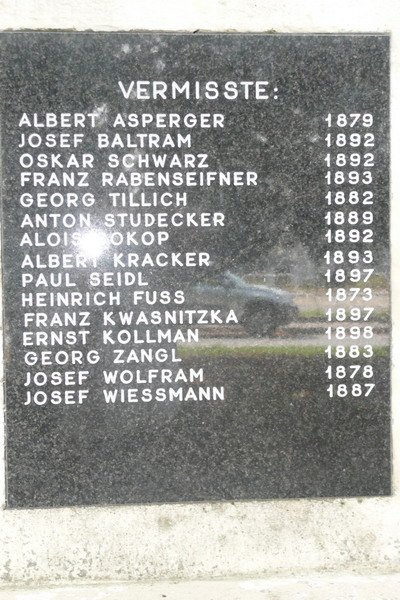 VERMISSTE:
ALBERT ASPERGER 1879
JOSEF BALTRAM 1892
OSKAR SCHWARZ 1892
FRANZ RABENSEIFNER 1893
GEORG TILLICH 1882
ANTON STUDECKER 1889
ALOIS 1892
ALBERT KRACKER 1893
PAUL SEIDL 1897
HEINRICH FUSS 1873
FRANZ KWASNITZKA 1897
ERNST KOLLMAN 1898
GEORG ZANGL 1883
JOSEF WOLFRAM 1878
JOSEF WIESSMANN 1887